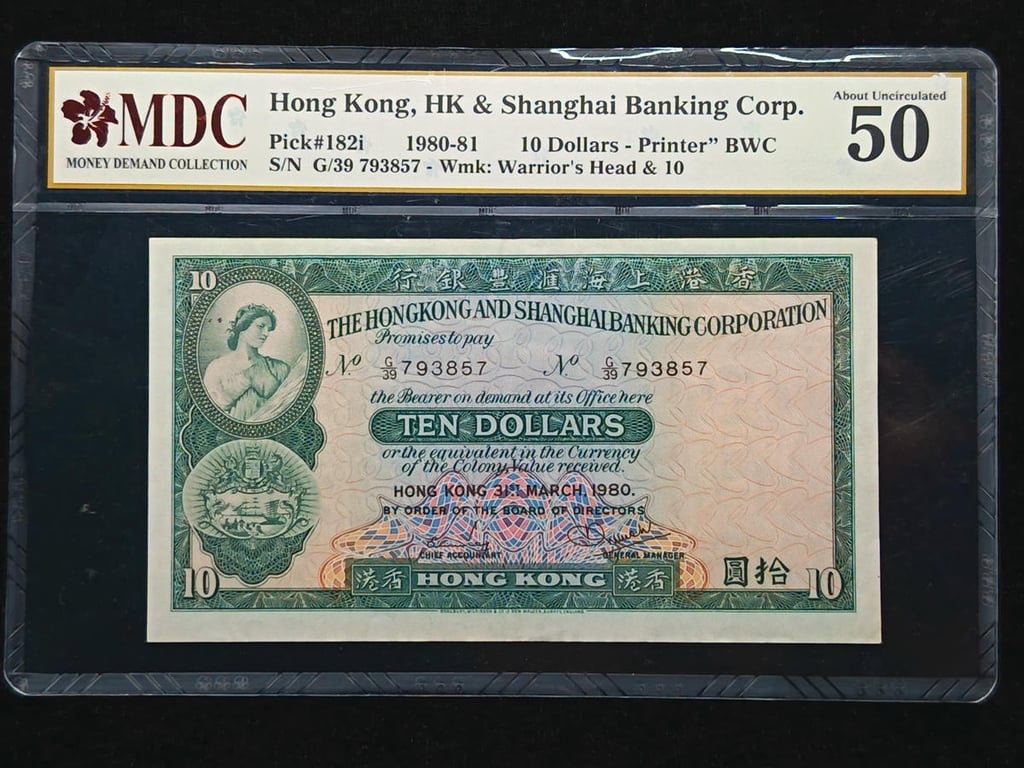 MDC
MONEY DEMAND COLLECTION
Hong Kong, HK & Shanghai Banking Corp.
Pick#182i 1980-81 10 Dollars - Printer” BWC
S/N G/39 793857 - Wmk: Warrior's Head & 10
About Uncirculated
50
10
行銀豐滙海上港香
THE HONGKONG AND SHANGHAI BANKING CORPORATION
Promises to pay
Nº G/39 793857 Nº G/39 793857
the Bearer on demand at its Office here
TEN DOLLARS
or the equivalent in the Currency
of the Colony, Value received.
HONG KONG 31ST MARCH, 1980.
BY ORDER OF THE BOARD OF DIRECTORS
CHIEF ACCOUNTANT GENERAL MANAGER
10 港香 HONG KONG 港香 圓拾 10